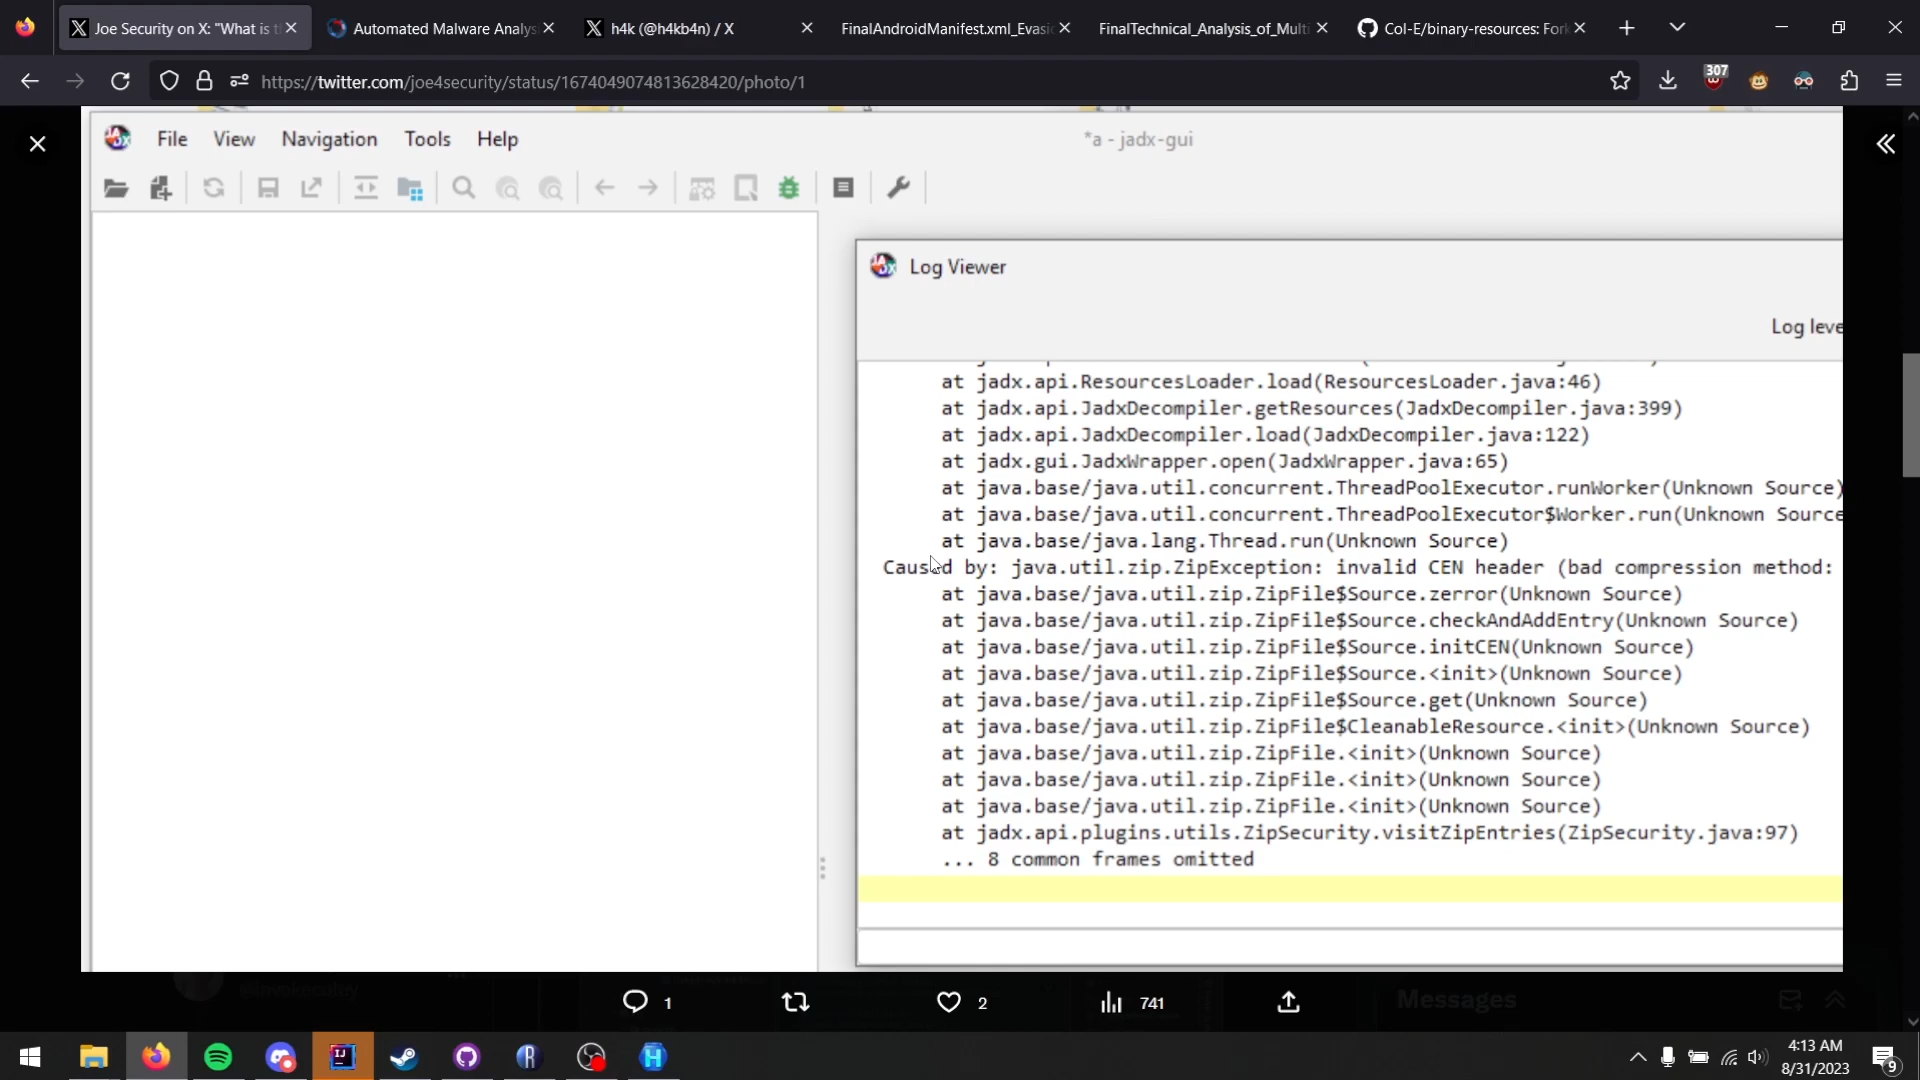 Joe Security on X: "What is t
Automated Malware Analys
h4k (@h4kb4n) / X
FinalAndroidManifest.xml_Evasi
FinalTechnical_Analysis_of_Multi
Col-E/binary-resources: Fork
https://twitter.com/joe4security/status/1674049074813628420/photo/1
307
File View Navigation Tools Help
*a - jadx-gui
Log Viewer
Log leve
at jadx.api.ResourcesLoader.load(ResourcesLoader.java:46)
at jadx.api.JadxDecompiler.getResources(JadxDecompiler.java:399)
at jadx.api.JadxDecompiler.load(JadxDecompiler.java:122)
at jadx.gui.JadxWrapper.open(JadxWrapper.java:65)
at java.base/java.util.concurrent.ThreadPoolExecutor.runWorker(Unknown Source)
at java.base/java.util.concurrent.ThreadPoolExecutor$Worker.run(Unknown Source
at java.base/java.lang.Thread.run(Unknown Source)
Caused by: java.util.zip.ZipException: invalid CEN header (bad compression method:
at java.base/java.util.zip.ZipFile$Source.zerror(Unknown Source)
at java.base/java.util.zip.ZipFile$Source.checkAndAddEntry(Unknown Source)
at java.base/java.util.zip.ZipFile$Source.initCEN(Unknown Source)
at java.base/java.util.zip.ZipFile$Source.<init>(Unknown Source)
at java.base/java.util.zip.ZipFile$Source.get(Unknown Source)
at java.base/java.util.zip.ZipFile$CleanableResource.<init>(Unknown Source)
at java.base/java.util.zip.ZipFile.<init>(Unknown Source)
at java.base/java.util.zip.ZipFile.<init>(Unknown Source)
at java.base/java.util.zip.ZipFile.<init>(Unknown Source)
at jadx.api.plugins.utils.ZipSecurity.visitZipEntries(ZipSecurity.java:97)
... 8 common frames omitted
1
2
741
Messages
4:13 AM
8/31/2023
9